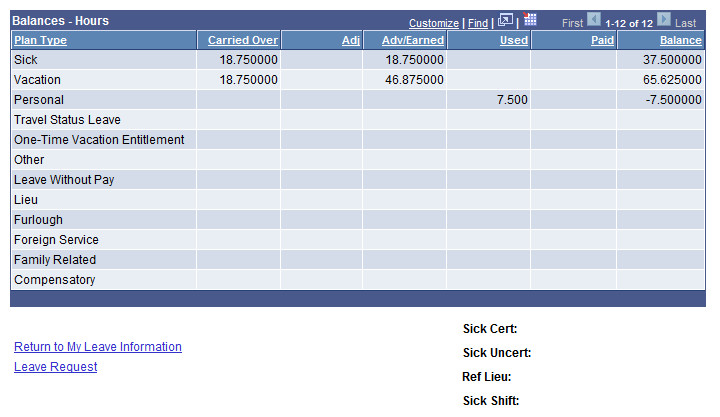 Balances - Hours Customize | Find | | First 1-12 of 12 Last
Plan Type Carried Over Adj Adv/Earned Used Paid Balance
Sick 18.750000 18.750000 37.500000
Vacation 18.750000 46.875000 65.625000
Personal 7.500 -7.500000
Travel Status Leave
One-Time Vacation Entitlement
Other
Leave Without Pay
Lieu
Furlough
Foreign Service
Family Related
Compensatory
Sick Cert:
Return to My Leave Information
Sick Uncert:
Leave Request
Ref Lieu:
Sick Shift: